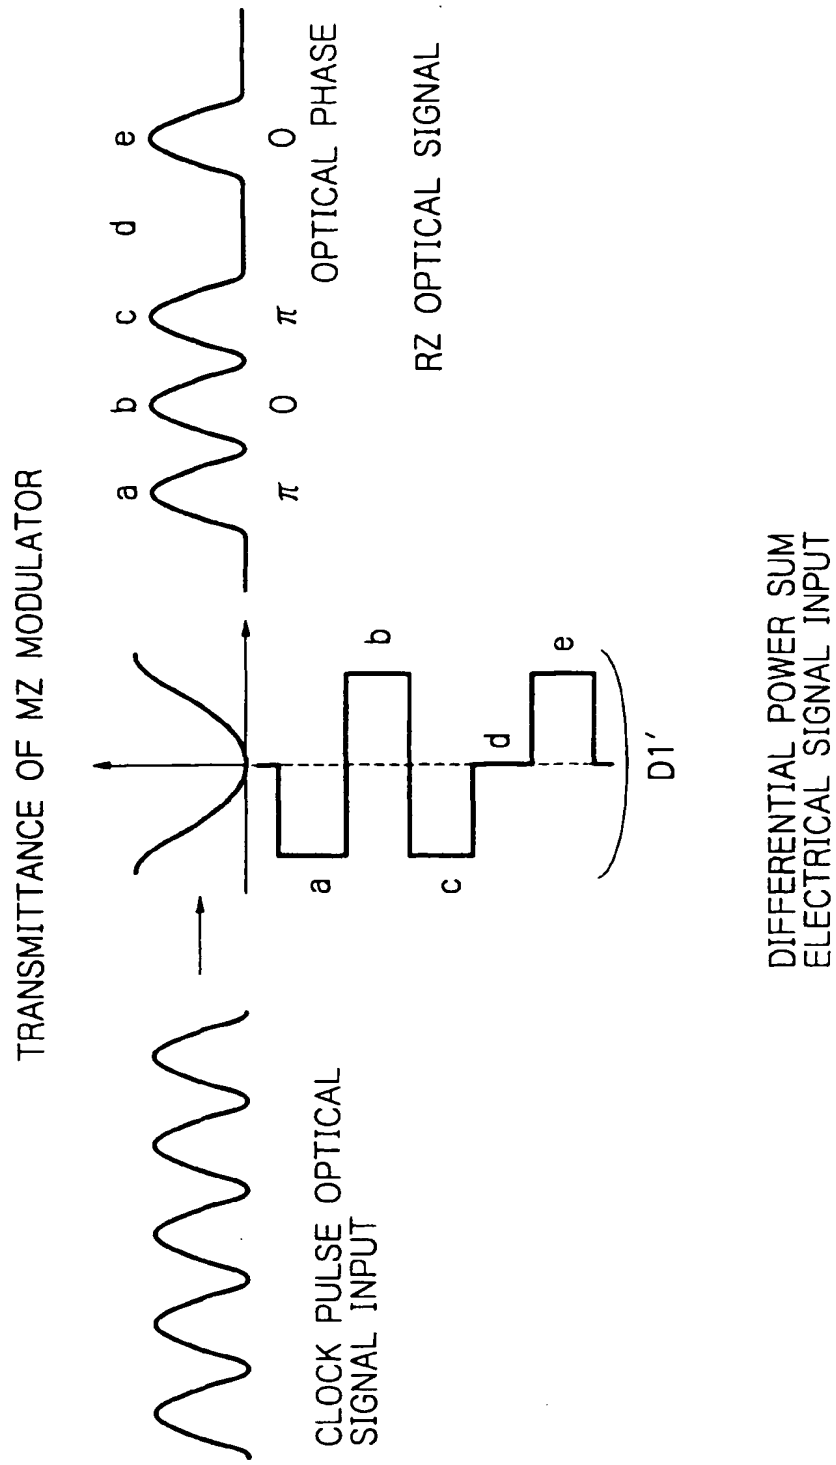 TRANSMITTANCE OF MZ MODULATOR
a b c d e
π 0 π 0
OPTICAL PHASE
RZ OPTICAL SIGNAL
a
b
c
d
e
D1′
CLOCK PULSE OPTICAL
SIGNAL INPUT
DIFFERENTIAL POWER SUM
ELECTRICAL SIGNAL INPUT